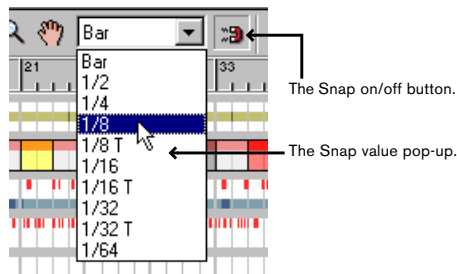 Bar
21
33
Bar
1/2
1/4
1/8
1/8 T
1/16
1/16 T
1/32
1/32 T
1/64
The Snap on/off button.
The Snap value pop-up.